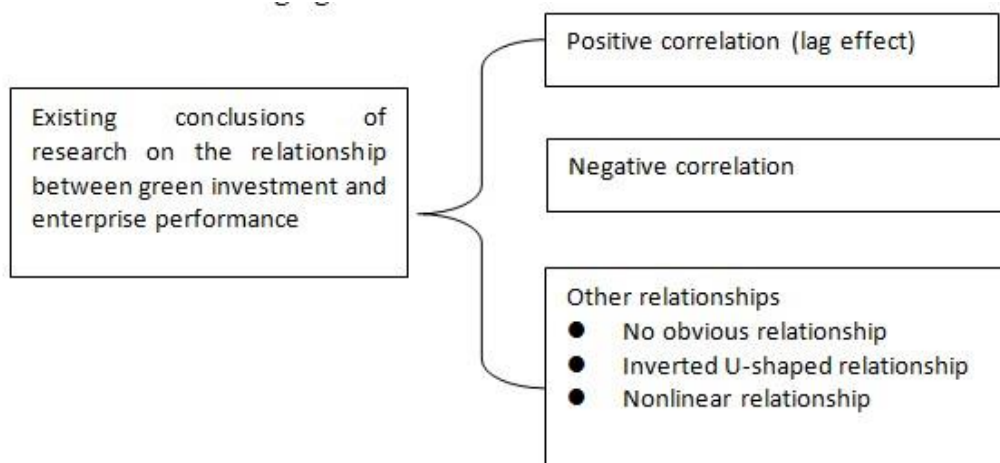 Existing conclusions of
research on the relationship
between green investment and
enterprise performance
Positive correlation (lag effect)
Negative correlation
Other relationships
● No obvious relationship
● Inverted U-shaped relationship
● Nonlinear relationship